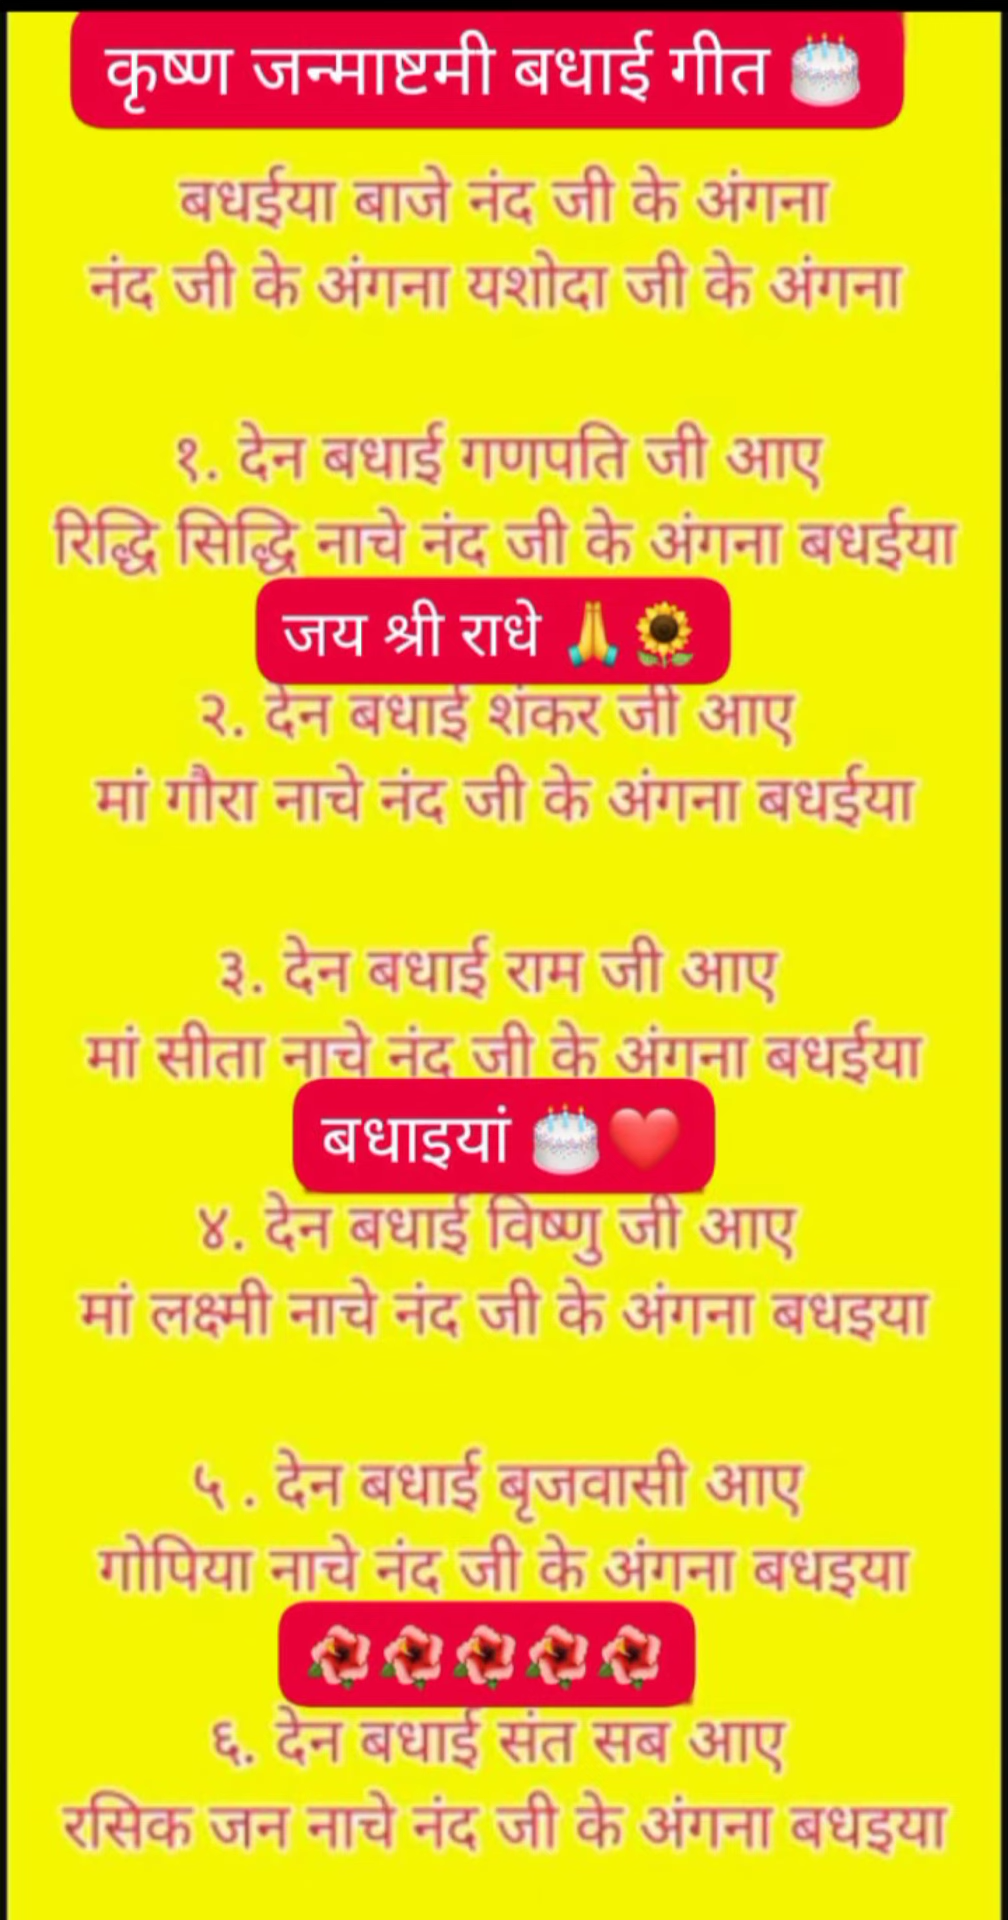 कृष्ण जन्माष्टमी बधाई गीत 🎂
बधईया बाजे नंद जी के अंगना
नंद जी के अंगना यशोदा जी के अंगना
१. देन बधाई गणपति जी आए
रिद्धि सिद्धि नाचे नंद जी के अंगना बधईया
जय श्री राधे 🙏🌻
२. देन बधाई शंकर जी आए
मां गौरा नाचे नंद जी के अंगना बधईया
३. देन बधाई राम जी आए
मां सीता नाचे नंद जी के अंगना बधईया
बधाइयां 🎂❤️
४. देन बधाई विष्णु जी आए
मां लक्ष्मी नाचे नंद जी के अंगना बधइया
५ . देन बधाई बृजवासी आए
गोपिया नाचे नंद जी के अंगना बधइया
🌺🌺🌺🌺🌺
६. देन बधाई संत सब आए
रसिक जन नाचे नंद जी के अंगना बधइया